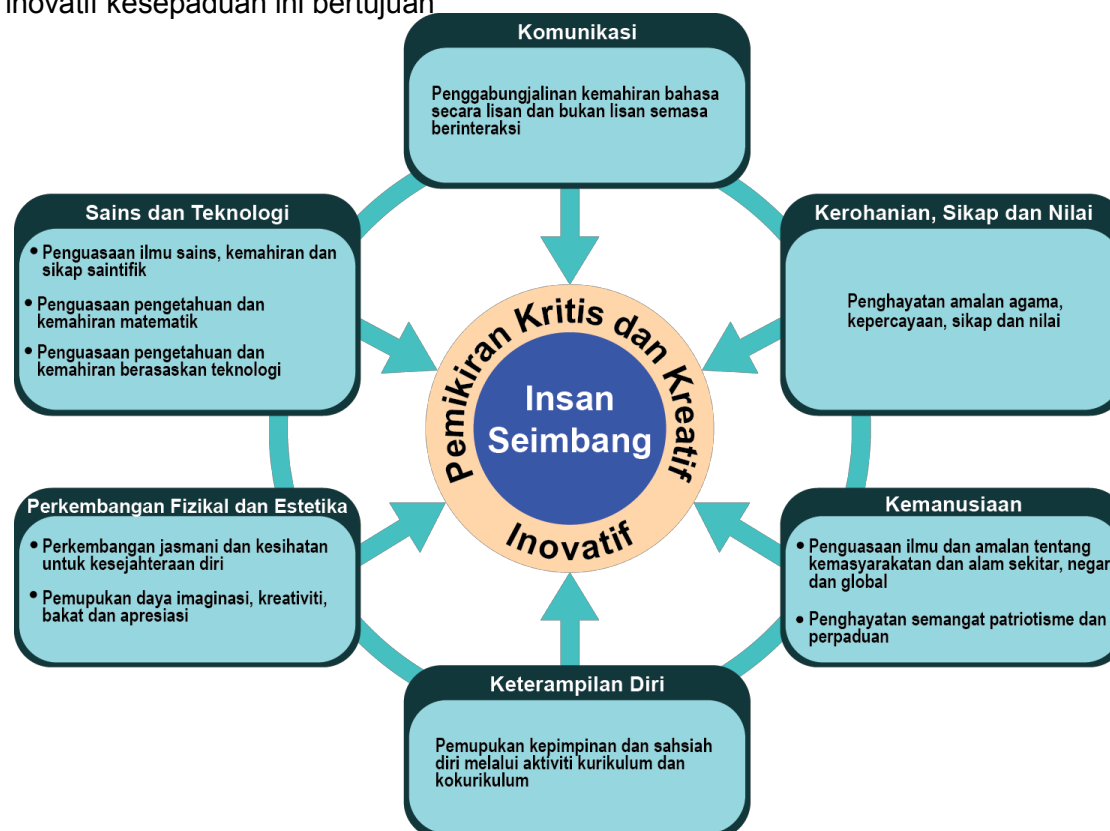 inovatif kesepaduan ini bertujuan
Komunikasi
Penggabungjalinan kemahiran bahasa
secara lisan dan bukan lisan semasa
berinteraksi
Sains dan Teknologi
• Penguasaan ilmu sains, kemahiran dan
sikap saintifik
• Penguasaan pengetahuan dan
kemahiran matematik
• Penguasaan pengetahuan dan
kemahiran berasaskan teknologi
Kerohanian, Sikap dan Nilai
Penghayatan amalan agama,
kepercayaan, sikap dan nilai
Pemikiran Kritis dan Kreatif
Insan
Seimbang
Inovatif
Perkembangan Fizikal dan Estetika
• Perkembangan jasmani dan kesihatan
untuk kesejahteraan diri
• Pemupukan daya imaginasi, kreativiti,
bakat dan apresiasi
Kemanusiaan
• Penguasaan ilmu dan amalan tentang
kemasyarakatan dan alam sekitar,
dan global
• Penghayatan semangat patriotisme dan
perpaduan
Keterampilan Diri
Pemupukan kepimpinan dan sahsiah
diri melalui aktiviti kurikulum dan
kokurikulum